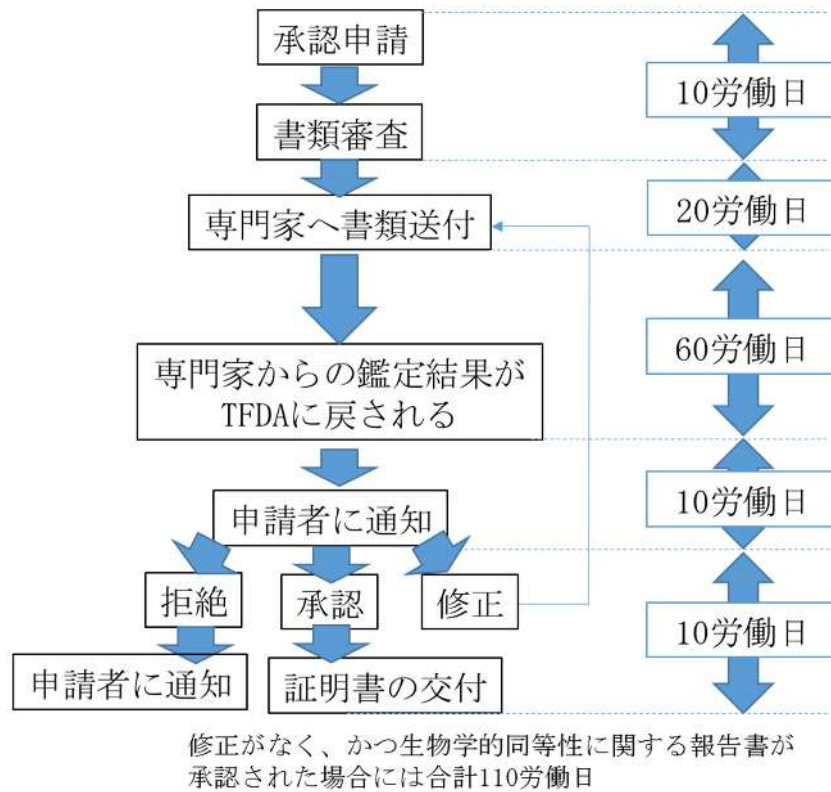 承認申請
10労働日
書類審査
専門家へ書類送付
20労働日
60労働日
専門家からの鑑定結果が
TFDAに戻される
申請者に通知
10労働日
拒絶
承認
修正
10労働日
申請者に通知
証明書の交付
修正がなく、かつ生物学的同等性に関する報告書が
承認された場合には合計110労働日